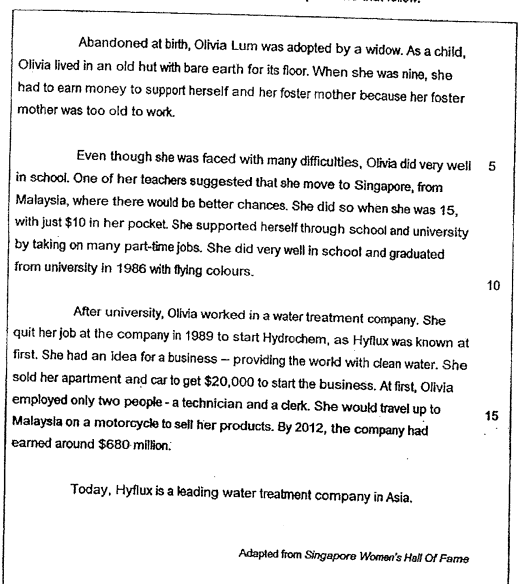 Abandoned at birth, Olivia Lum was adopted by a widow. As a child,
Olivia lived in an old hut with bare earth for its floor. When she was nine, she
had to earn money to support herself and her foster mother because her foster
mother was too old to work.
Even though she was faced with many difficulties, Olivia did very well 5
in school. One of her teachers suggested that she move to Singapore, from
Malaysia, where there would be better chances. She did so when she was 15,
with just $10 in her pocket. She supported herself through school and university
by taking on many part-time jobs. She did very well in school and graduated
from university in 1986 with flying colours.
10
After university, Olivia worked in a water treatment company. She
quit her job at the company in 1989 to start Hydrochem, as Hyflux was known at
first. She had an idea for a business – providing the world with clean water. She
sold her apartment and car to get $20,000 to start the business. At first, Olivia
employed only two people - a technician and a clerk. She would travel up to 15
Malaysia on a motorcycle to sell her products. By 2012, the company had
earned around $680 million.
Today, Hyflux is a leading water treatment company in Asia.
Adapted from Singapore Women's Hall Of Fame